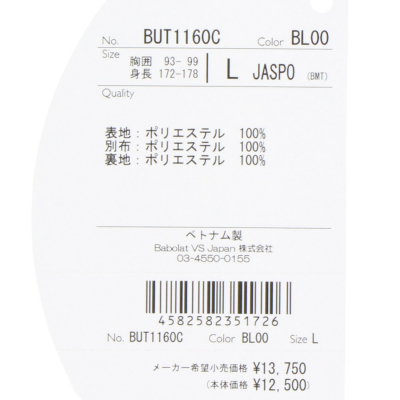 No. BUT1160C Color BL00
Size 胸囲 93- 99 L JASPO (BMT)
身長 172-178
Quality
表地：ポリエステル 100%
別布：ポリエステル 100%
裏地：ポリエステル 100%
ベトナム製
Babolat VS Japan 株式会社
03-4550-0155
4582582351726
No. BUT1160C Color BL00 Size L
メーカー希望小売価格 ¥13,750
(本体価格 ¥12,500)